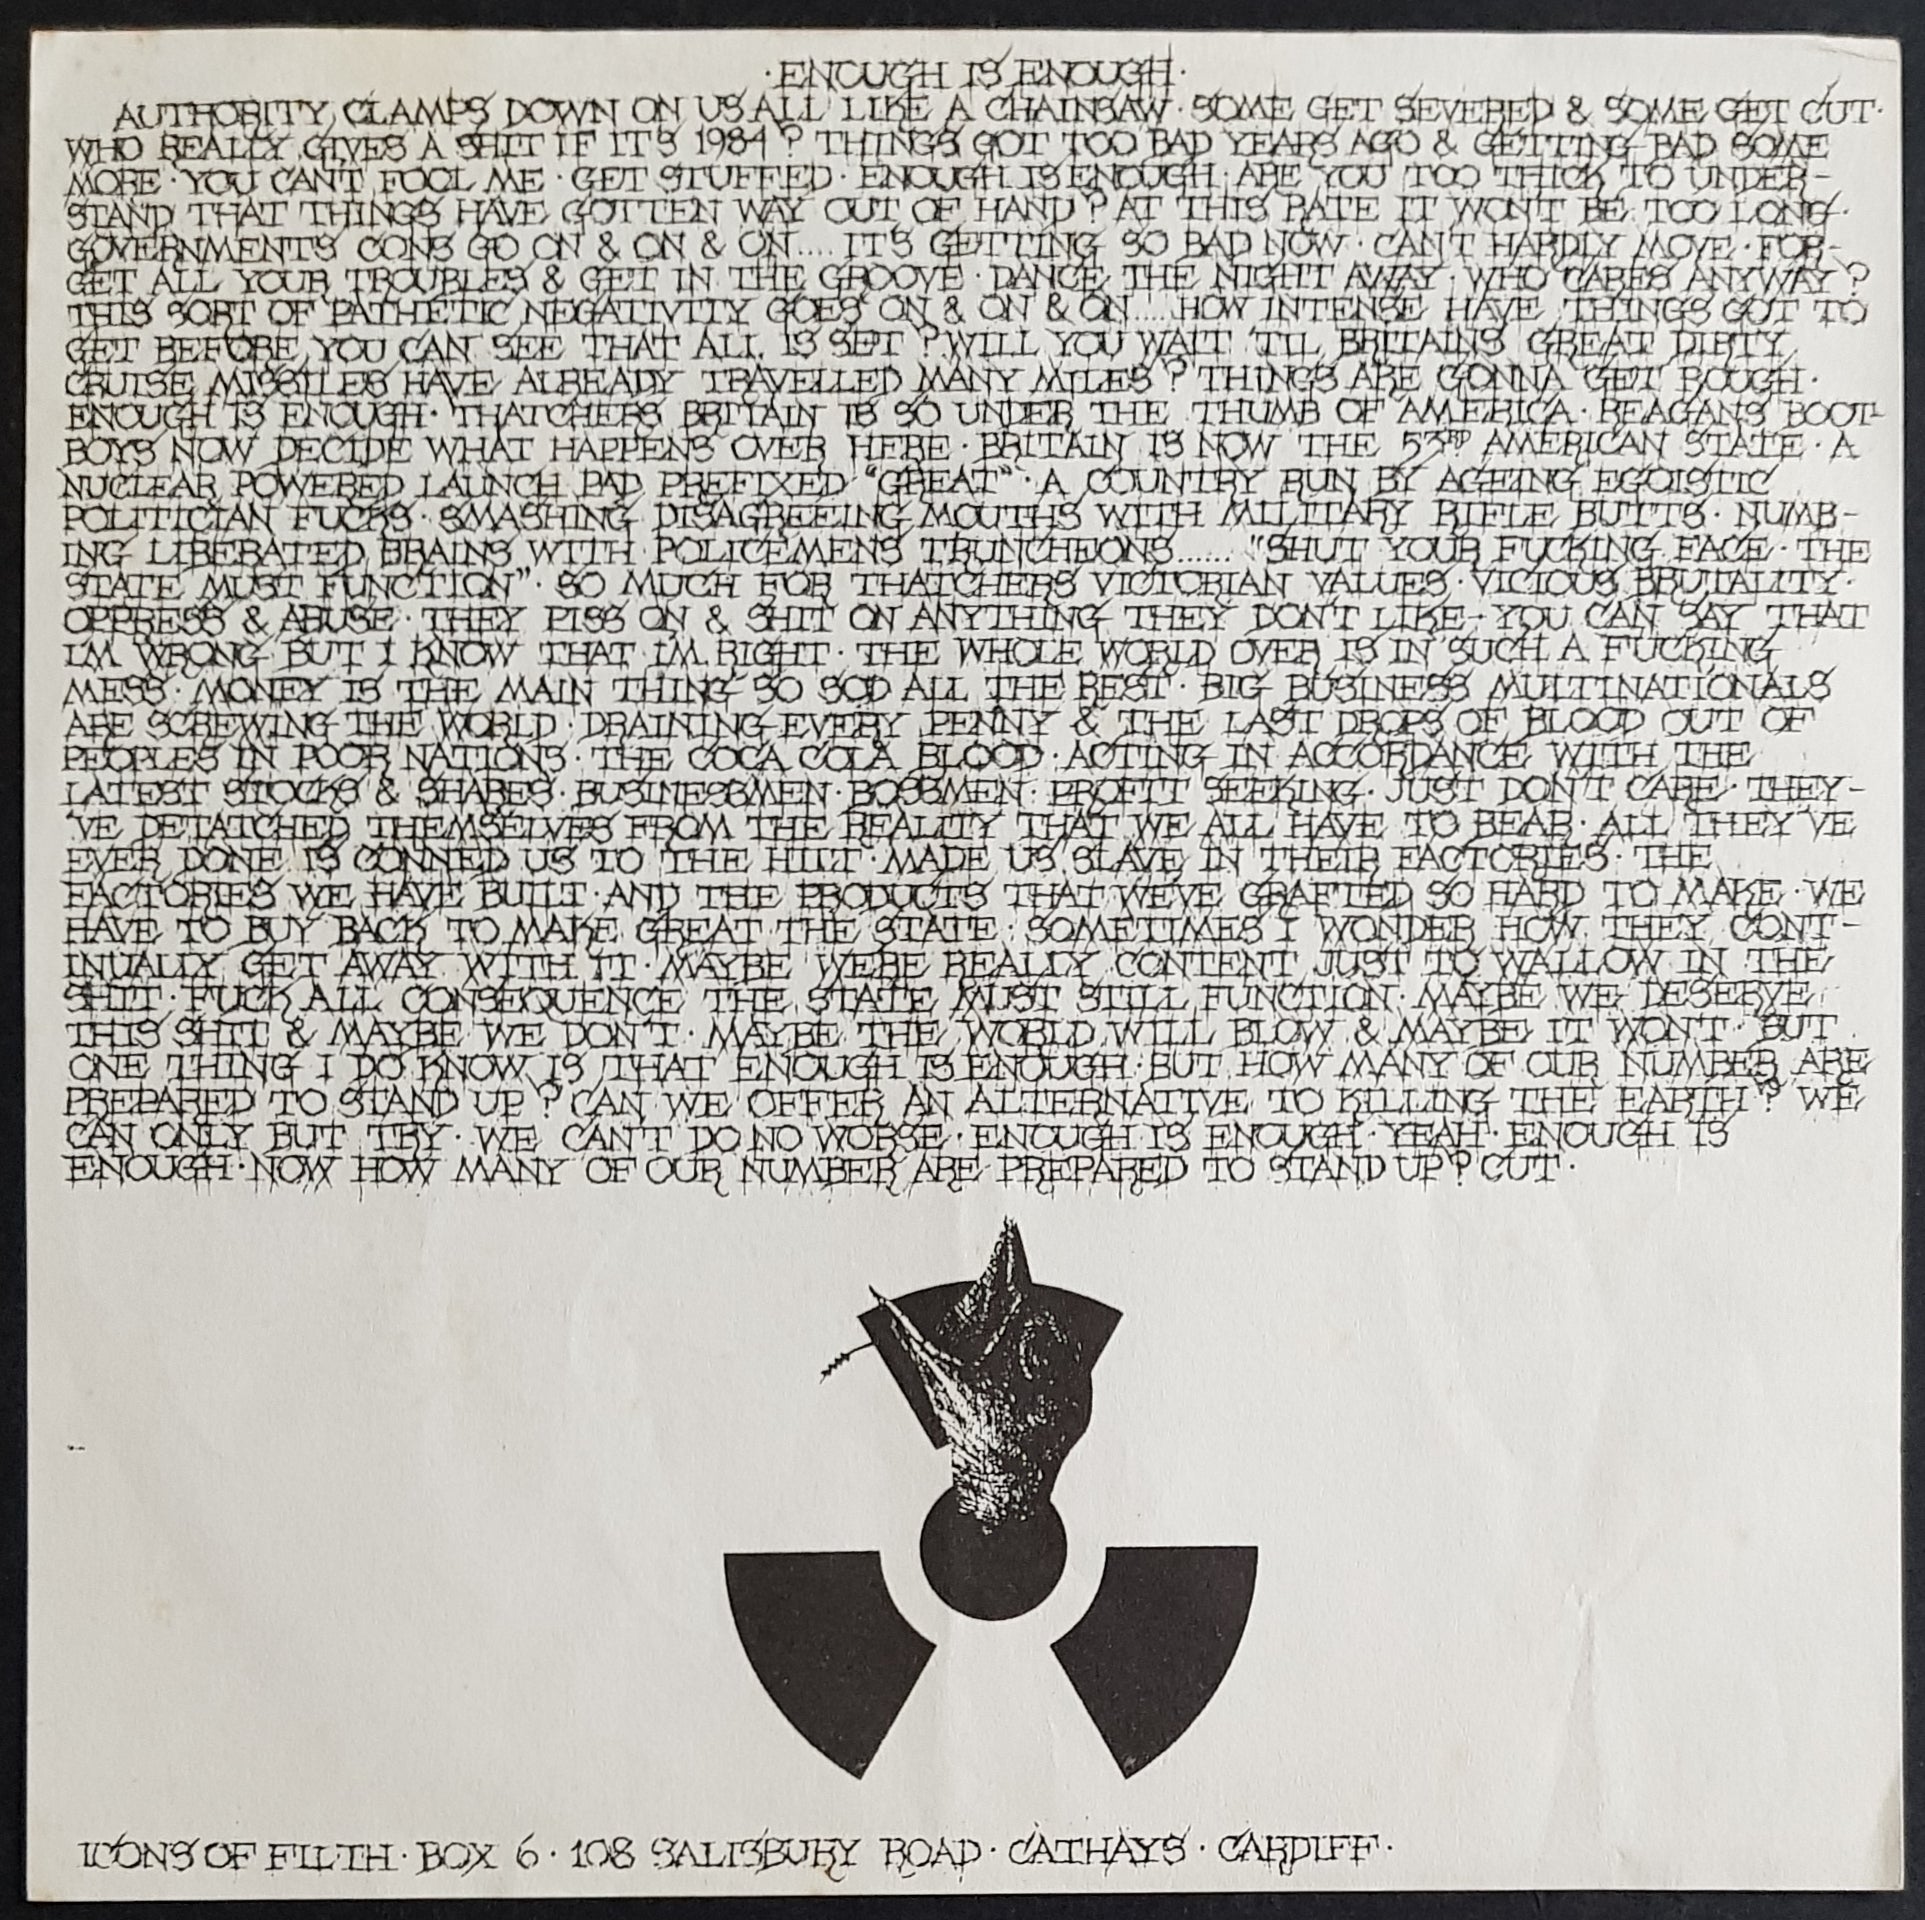 ·ENOUGH IS ENOUGH·
AUTHORITY CLAMPS DOWN ON US ALL LIKE A CHAINSAW · SOME GET SEVERED & SOME GET CUT·
WHO REALLY GIVES A SHIT IF IT'S 1984? THINGS GOT TOO BAD YEARS AGO & GETTING BAD SOME
MORE · YOU CAN'T FOOL ME · GET STUFFED · ENOUGH IS ENOUGH · ARE YOU TOO THICK TO UNDER-
STAND THAT THINGS HAVE GOTTEN WAY OUT OF HAND? AT THIS RATE IT WON'T BE TOO LONG·
GOVERNMENTS CONS GO ON & ON & ON.... IT'S GETTING SO BAD NOW · CAN'T HARDLY MOVE · FOR-
GET ALL YOUR TROUBLES & GET IN THE GROOVE · DANCE THE NIGHT AWAY · WHO CARES ANYWAY?
THIS SORT OF PATHETIC NEGATIVITY GOES ON & ON & ON..... HOW INTENSE HAVE THINGS GOT TO
GET BEFORE YOU CAN SEE THAT ALL IS SET? WILL YOU WAIT 'TIL BRITAINS GREAT DIRTY
CRUISE MISSILES HAVE ALREADY TRAVELLED MANY MILES? THINGS ARE GONNA GET ROUGH·
ENOUGH IS ENOUGH · THATCHERS BRITAIN IS SO UNDER THE THUMB OF AMERICA · REAGANS BOOT-
BOYS NOW DECIDE WHAT HAPPENS OVER HERE · BRITAIN IS NOW THE 53RD AMERICAN STATE · A
NUCLEAR POWERED LAUNCH PAD PREFIXED "GREAT" · A COUNTRY RUN BY AGEING EGOISTIC
POLITICIAN FUCKS · SMASHING DISAGREEING MOUTHS WITH MILITARY RIFLE BUTTS · NUMB-
ING LIBERATED BRAINS WITH POLICEMENS TRUNCHEONS...... "SHUT YOUR FUCKING FACE · THE
STATE MUST FUNCTION" · SO MUCH FOR THATCHERS VICTORIAN VALUES · VICIOUS BRUTALITY·
OPPRESS & ABUSE · THEY PISS ON & SHIT ON ANYTHING THEY DON'T LIKE - YOU CAN SAY THAT
I'M WRONG BUT I KNOW THAT I'M RIGHT · THE WHOLE WORLD OVER IS IN SUCH A FUCKING
MESS · MONEY IS THE MAIN THING SO SOD ALL THE REST · BIG BUSINESS MULTINATIONALS
ARE SCREWING THE WORLD · DRAINING EVERY PENNY & THE LAST DROPS OF BLOOD OUT OF
PEOPLES IN POOR NATIONS · THE COCA COLA BLOOD · ACTING IN ACCORDANCE WITH THE
LATEST STOCKS & SHARES · BUSINESSMEN · BOSSMEN · PROFIT SEEKING · JUST DON'T CARE · THEY-
'VE DETATCHED THEMSELVES FROM THE REALITY THAT WE ALL HAVE TO BEAR · ALL THEY'VE
EVER DONE IS CONNED US TO THE HILT · MADE US SLAVE IN THEIR FACTORIES · THE
FACTORIES WE HAVE BUILT · AND THE PRODUCTS THAT WE'VE GRAFTED SO HARD TO MAKE · WE
HAVE TO BUY BACK TO MAKE GREAT THE STATE · SOMETIMES I WONDER HOW THEY CONT-
INUALLY GET AWAY WITH IT · MAYBE WE'RE REALLY CONTENT JUST TO WALLOW IN THE
SHIT · FUCK ALL CONSEQUENCE THE STATE MUST STILL FUNCTION · MAYBE WE DESERVE
THIS SHIT & MAYBE WE DON'T · MAYBE THE WORLD WILL BLOW & MAYBE IT WON'T · BUT
ONE THING I DO KNOW IS THAT ENOUGH IS ENOUGH · BUT HOW MANY OF OUR NUMBER ARE
PREPARED TO STAND UP? CAN WE OFFER AN ALTERNATIVE TO KILLING THE EARTH? WE
CAN ONLY BUT TRY · WE CAN'T DO NO WORSE · ENOUGH IS ENOUGH · YEAH · ENOUGH IS
ENOUGH · NOW HOW MANY OF OUR NUMBER ARE PREPARED TO STAND UP? CUT·
ICONS OF FILTH · BOX 6 · 108 SALISBURY ROAD · CATHAYS · CARDIFF·